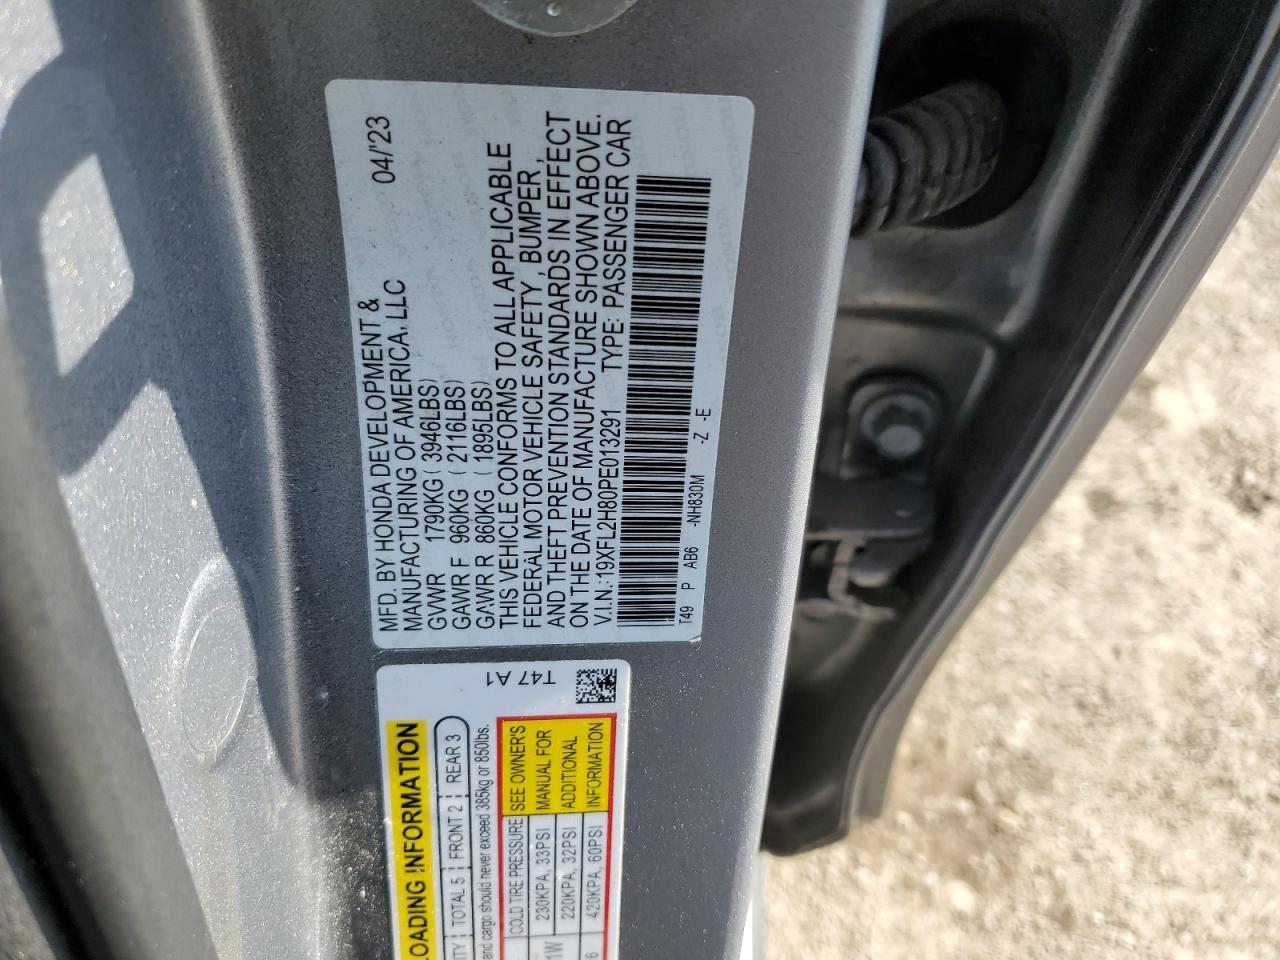 04/'23
MFD. BY HONDA DEVELOPMENT &
MANUFACTURING OF AMERICA, LLC
GVWR 1790KG ( 3946LBS)
GAWR F 960KG ( 2116LBS)
GAWR R 860KG ( 1895LBS)
THIS VEHICLE CONFORMS TO ALL APPLICABLE
FEDERAL MOTOR VEHICLE SAFETY, BUMPER,
AND THEFT PREVENTION STANDARDS IN EFFECT
ON THE DATE OF MANUFACTURE SHOWN ABOVE.
V.I.N.: 19XFL2H80PE013291 TYPE: PASSENGER CAR
T49 P AB6 -NH830M -Z -E
T47 A1
OADING INFORMATION
ITY TOTAL 5 FRONT 2 REAR 3
and cargo should never exceed 385kg or 850lbs.
COLD TIRE PRESSURE SEE OWNER'S
1W 230KPA, 33PSI MANUAL FOR
220KPA, 32PSI ADDITIONAL
6 420KPA, 60PSI INFORMATION